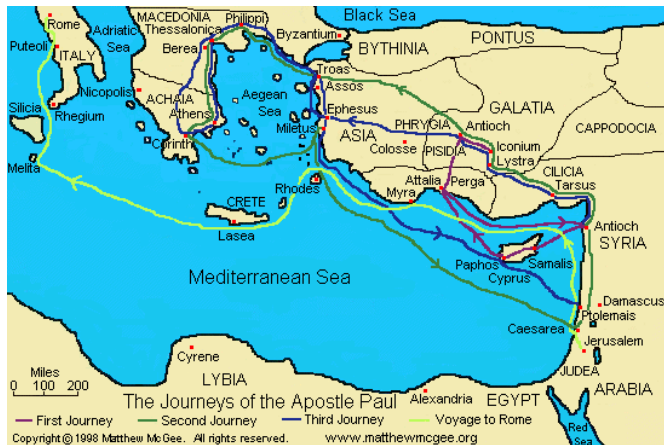 Rome
Adriatic
Sea
MACEDONIA
Philippi
Thessalonica
Black Sea
Byzantium
PONTUS
Puteoli
ITALY
Berea
BYTHINIA
Troas
Nicopolis
Assos
GALATIA
Silicia
Rhegium
ACHAIA
Aegean
Sea
Ephesus
Athens
PHRYGIA
Antioch
CAPPODOCIA
Miletus
ASIA
Corinth
PISIDIA
Iconium
Colosse
Lystra
Melita
CILICIA
Attalia
Perga
Tarsus
Rhodes
Myra
CRETE
Lasea
Antioch
SYRIA
Paphos
Samalis
Cyprus
Mediterranean Sea
Damascus
Ptolemais
Caesarea
Cyrene
Jerusalem
Miles
JUDEA
0 100 200
LYBIA
Alexandria
EGYPT
ARABIA
The Journeys of the Apostle Paul
First Journey
Second Journey
Third Journey
Voyage to Rome
Red
Sea
Copyright © 1998 Matthew McGee. All rights reserved.
www.matthewmcgee.org